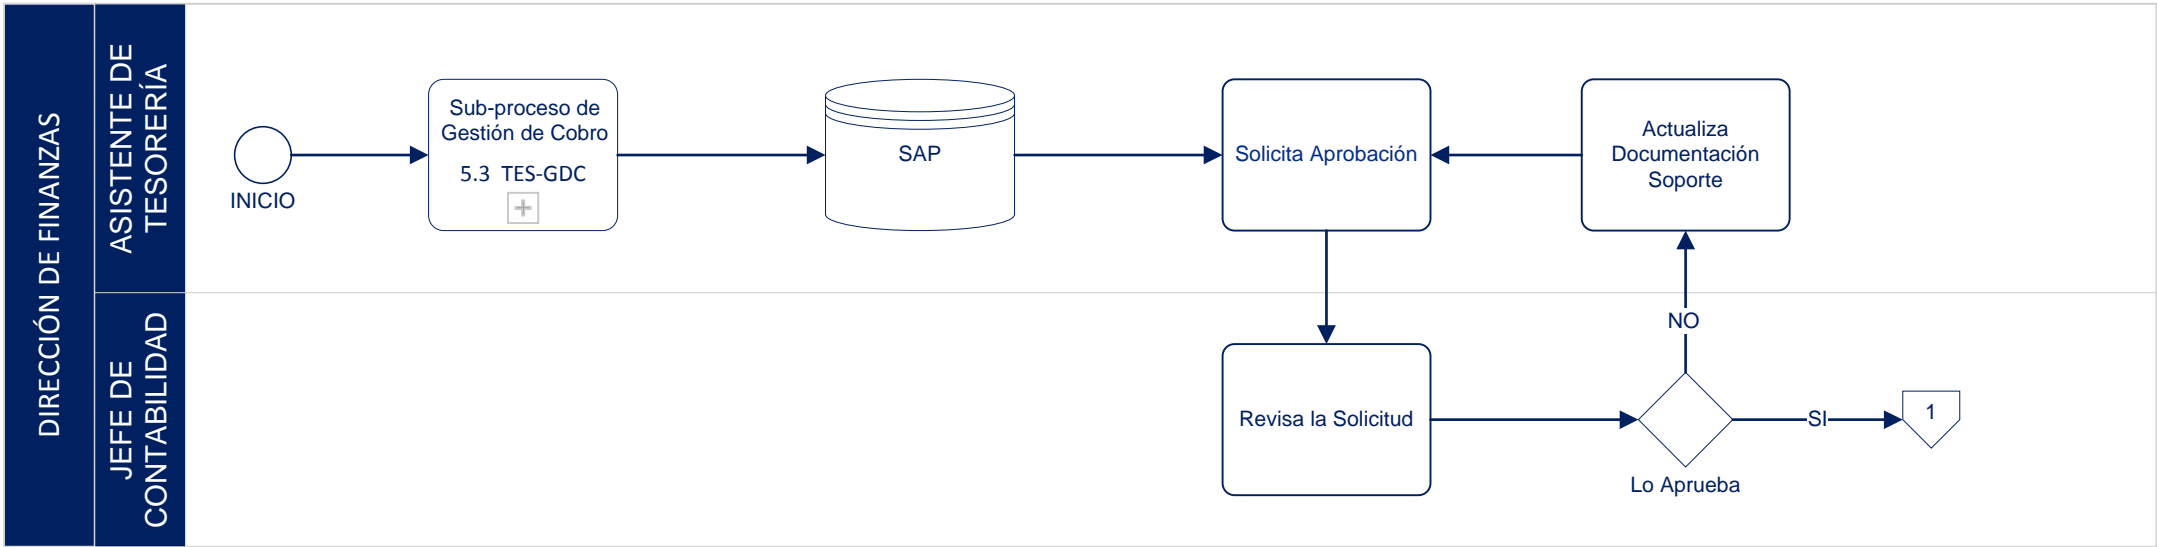 DIRECCIÓN DE FINANZAS
ASISTENTE DE
TESORERÍA
INICIO
Sub-proceso de
Gestión de Cobro
5.3 TES-GDC
SAP
Solicita Aprobación
Actualiza
Documentación
Soporte
JEFE DE
CONTABILIDAD
Revisa la Solicitud
NO
Lo Aprueba
SI
1